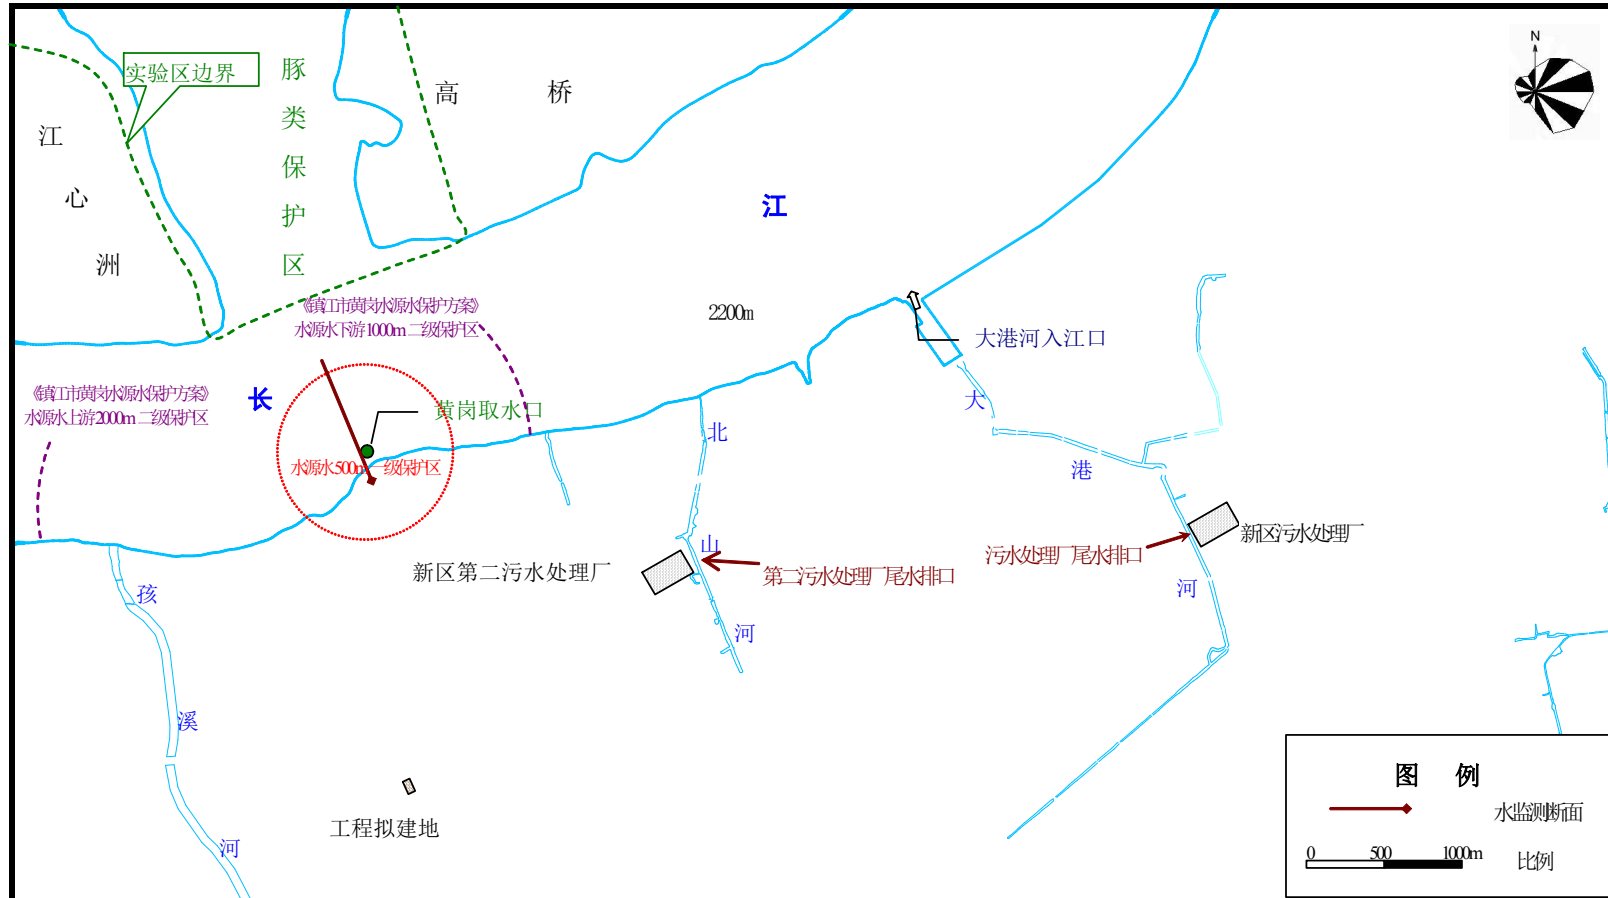 实验区边界
豚类保护区
高桥
N
江心洲
江
《镇江市黄岗水源水保护方案》
水源水下游1000m二级保护区
2200m
大港河入江口
《镇江市黄岗水源水保护方案》
水源水上游2000m二级保护区
长
黄岗取水口
水源水500m一级保护区
北山河
大港河
新区第二污水处理厂
第二污水处理厂尾水排口
污水处理厂尾水排口
新区污水处理厂
孩溪河
工程拟建地
图 例
水监测断面
0 500 1000m
比例